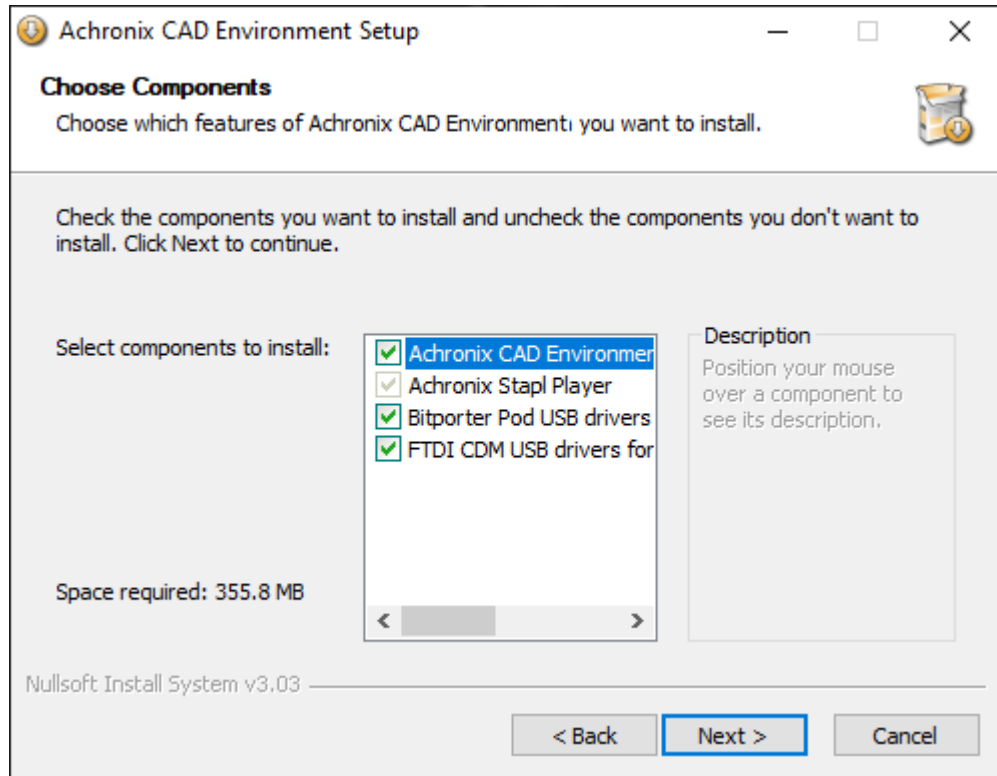 Achronix CAD Environment Setup
Choose Components
Choose which features of Achronix CAD Environment you want to install.
Check the components you want to install and uncheck the components you don't want to
install. Click Next to continue.
Select components to install:
Achronix CAD Environmer
Achronix Stapl Player
Bitporter Pod USB drivers
FTDI CDM USB drivers for
Description
Position your mouse
over a component to
see its description.
Space required: 355.8 MB
Nullsoft Install System v3.03
< Back
Next >
Cancel